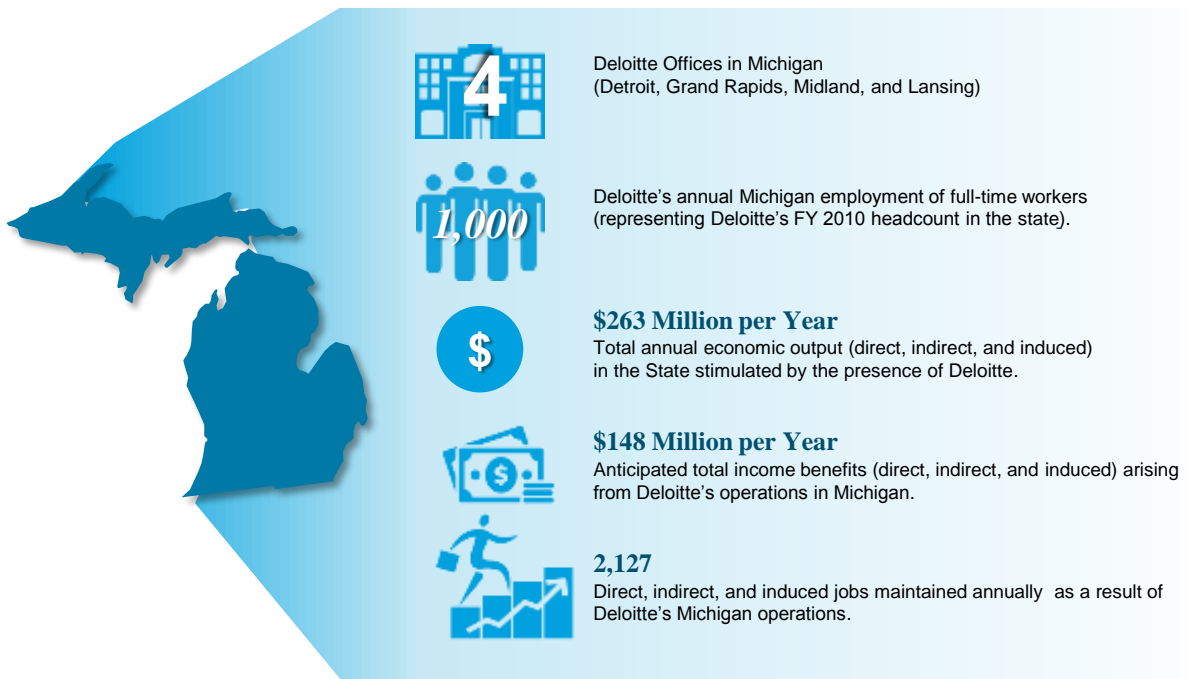 4
Deloitte Offices in Michigan
(Detroit, Grand Rapids, Midland, and Lansing)
1,000
Deloitte’s annual Michigan employment of full-time workers
(representing Deloitte’s FY 2010 headcount in the state).
$
$263 Million per Year
Total annual economic output (direct, indirect, and induced)
in the State stimulated by the presence of Deloitte.
$
$148 Million per Year
Anticipated total income benefits (direct, indirect, and induced) arising
from Deloitte’s operations in Michigan.
2,127
Direct, indirect, and induced jobs maintained annually  as a result of
Deloitte’s Michigan operations.